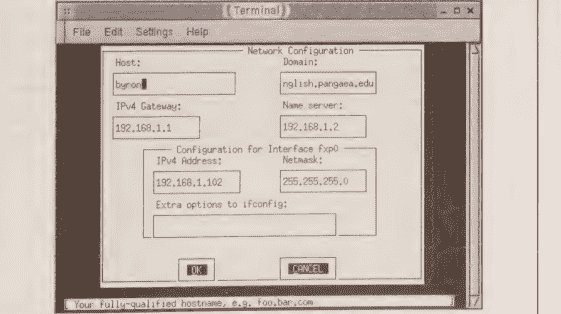 Terminal
File Edit Settings Help
Network Configuration
Host: Domain:
byron nglish.pangaea.edu
IPv4 Gateway: Name server:
192.168.1.1 192.168.1.2
Configuration for Interface fxp0
IPv4 Address: Netmask:
192.168.1.102 255.255.255.0
Extra options to ifconfig:
OK CANCEL
Your fully-qualified hostname, e.g. foo.bar.com